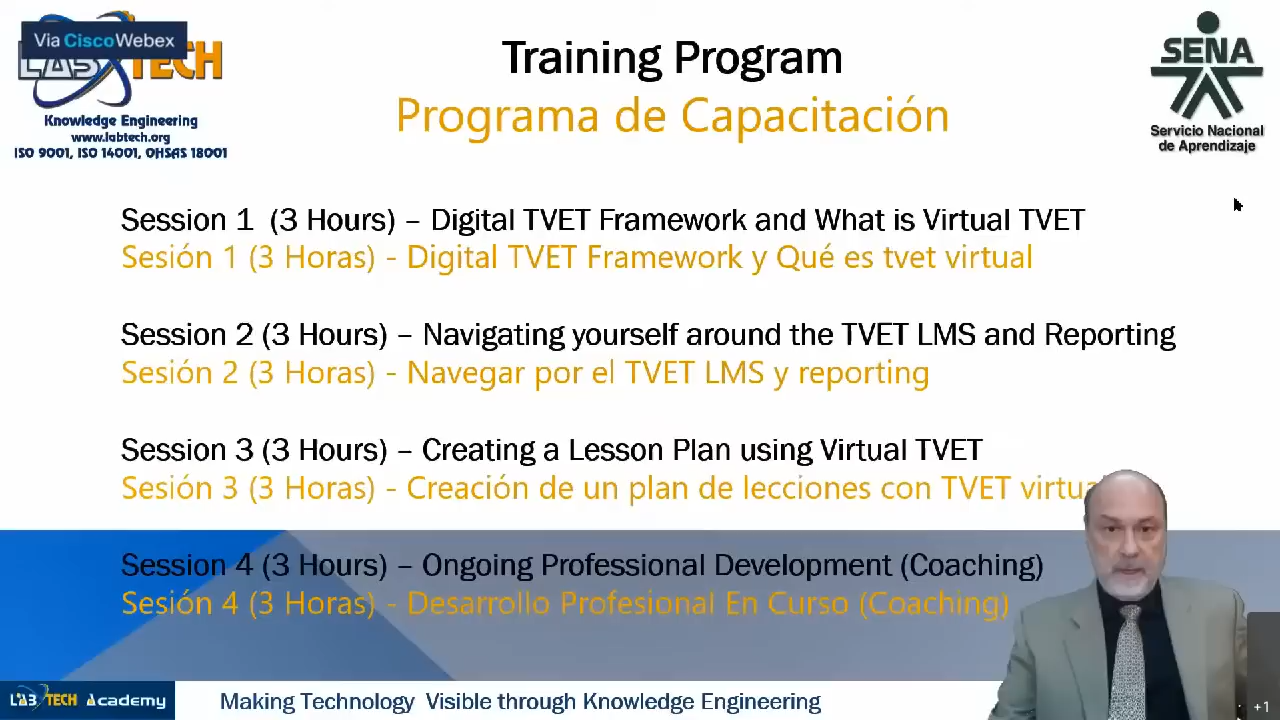 Via Cisco Webex
LAB TECH
Knowledge Engineering
www.labtech.org
ISO 9001, ISO 14001, OHSAS 18001
Training Program
Programa de Capacitación
SENA
Servicio Nacional
de Aprendizaje
Session 1 (3 Hours) – Digital TVET Framework and What is Virtual TVET
Sesión 1 (3 Horas) - Digital TVET Framework y Qué es tvet virtual
Session 2 (3 Hours) – Navigating yourself around the TVET LMS and Reporting
Sesión 2 (3 Horas) - Navegar por el TVET LMS y reporting
Session 3 (3 Hours) – Creating a Lesson Plan using Virtual TVET
Sesión 3 (3 Horas) - Creación de un plan de lecciones con TVET virtua
Session 4 (3 Hours) – Ongoing Professional Development (Coaching)
Sesión 4 (3 Horas) - Desarrollo Profesional En Curso (Coaching)
LAB TECH Academy
Making Technology Visible through Knowledge Engineering
+1